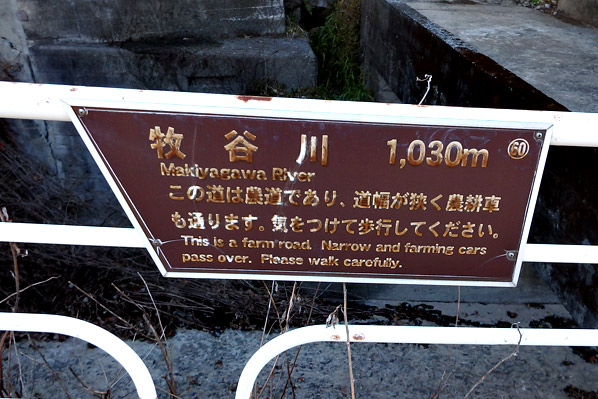 牧谷川 1,030m 60
Makiyagawa River
この道は農道であり、道幅が狭く農耕車
も通ります。気をつけて歩行してください。
This is a farm road. Narrow and farming cars
pass over. Please walk carefully.